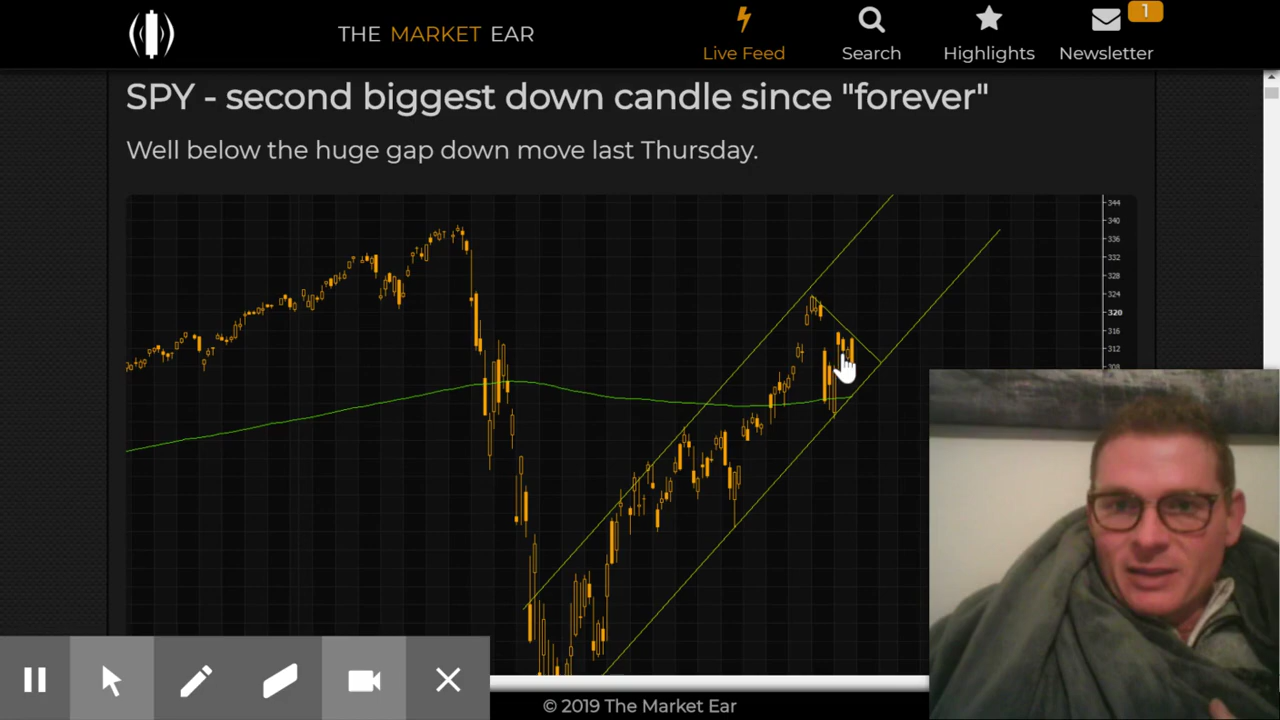 THE MARKET EAR
Live Feed
Search
Highlights
1
Newsletter
SPY - second biggest down candle since "forever"
Well below the huge gap down move last Thursday.
344
340
336
332
328
324
320
316
312
308
© 2019 The Market Ear